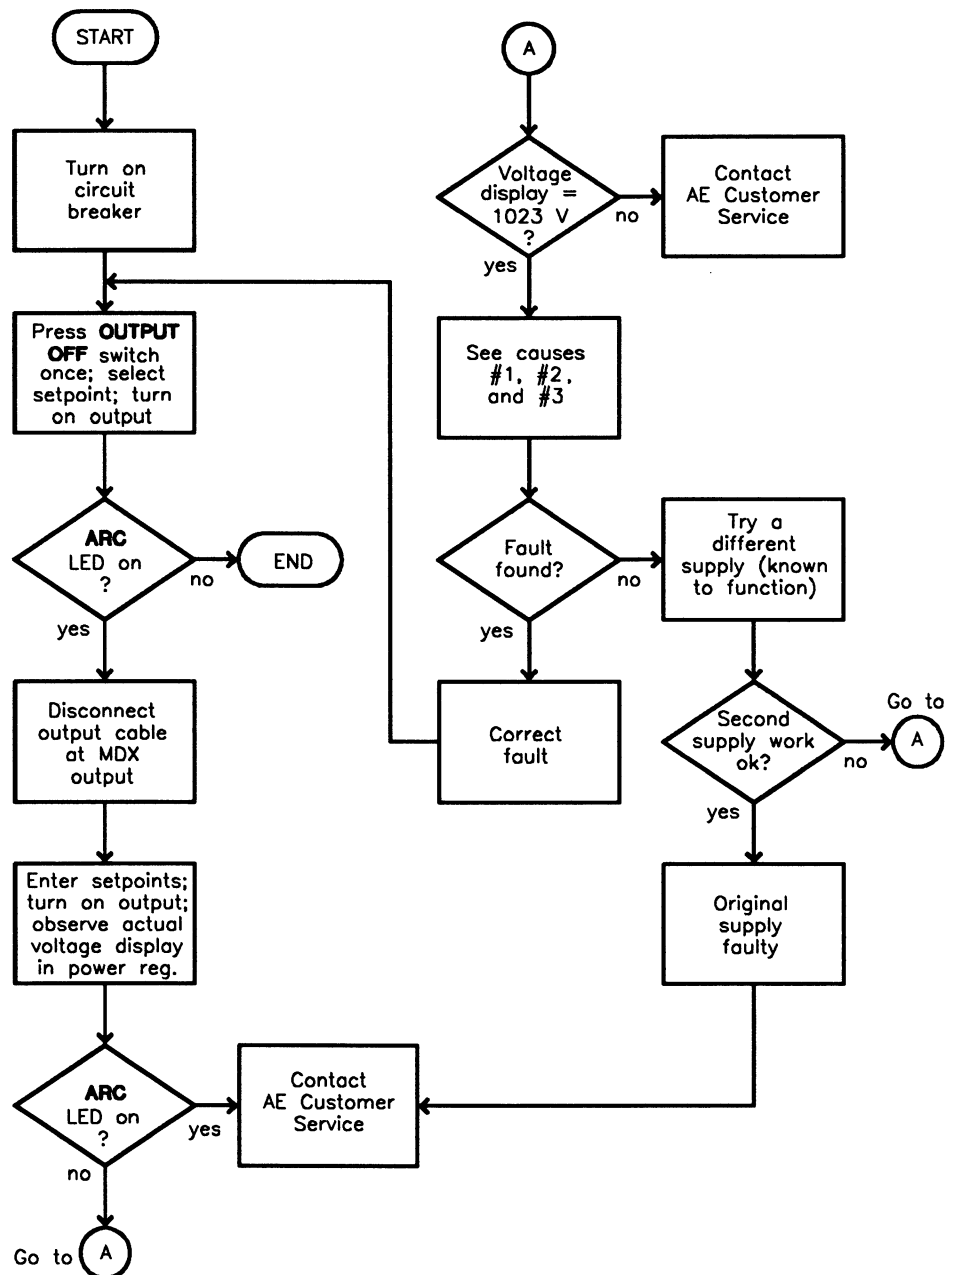 START
Turn on
circuit
breaker
Press OUTPUT
OFF switch
once; select
setpoint; turn
on output
ARC
LED on
?
no
END
yes
Disconnect
output cable
at MDX
output
Enter setpoints;
turn on output;
observe actual
voltage display
in power reg.
ARC
LED on
?
yes
Contact
AE Customer
Service
no
Go to
A
A
Voltage
display =
1023 V
?
no
Contact
AE Customer
Service
yes
See causes
#1, #2,
and #3
Fault
found?
no
Try a
different
supply (known
to function)
yes
Correct
fault
Second
supply work
ok?
no
Go to
A
yes
Original
supply
faulty